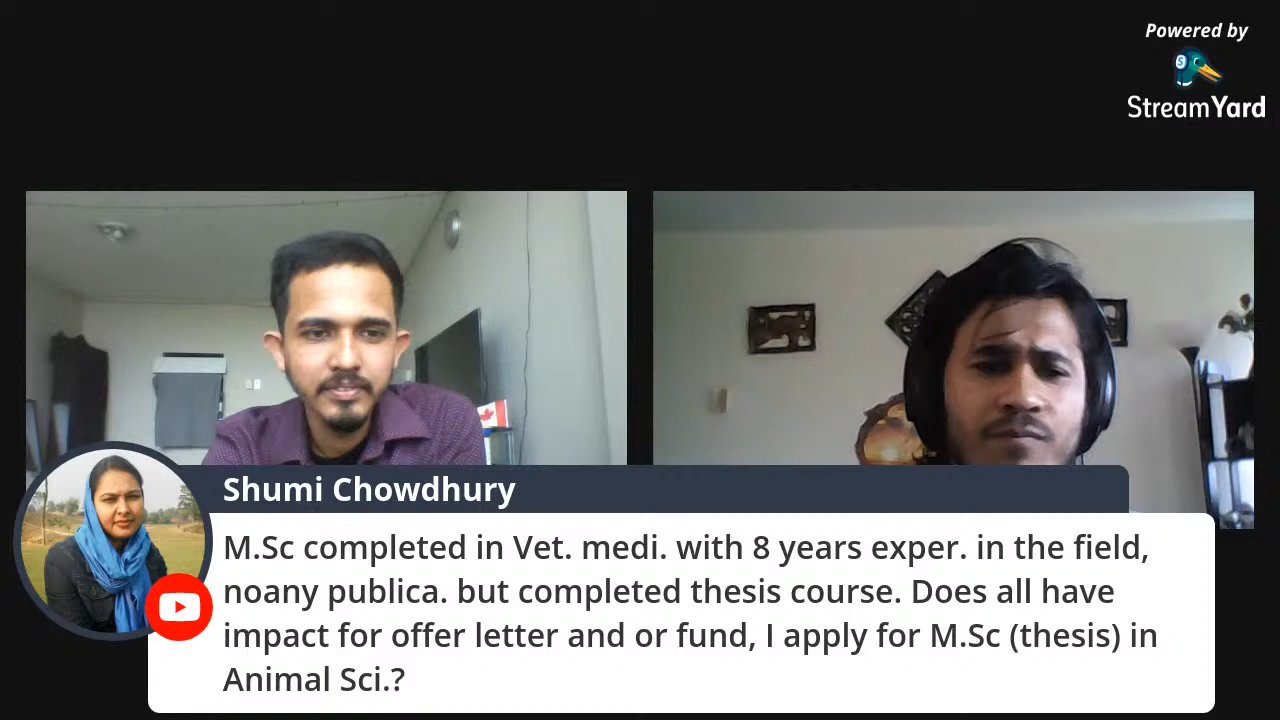 Powered by
StreamYard
Shumi Chowdhury
M.Sc completed in Vet. medi. with 8 years exper. in the field,
noany publica. but completed thesis course. Does all have
impact for offer letter and or fund, I apply for M.Sc (thesis) in
Animal Sci.?